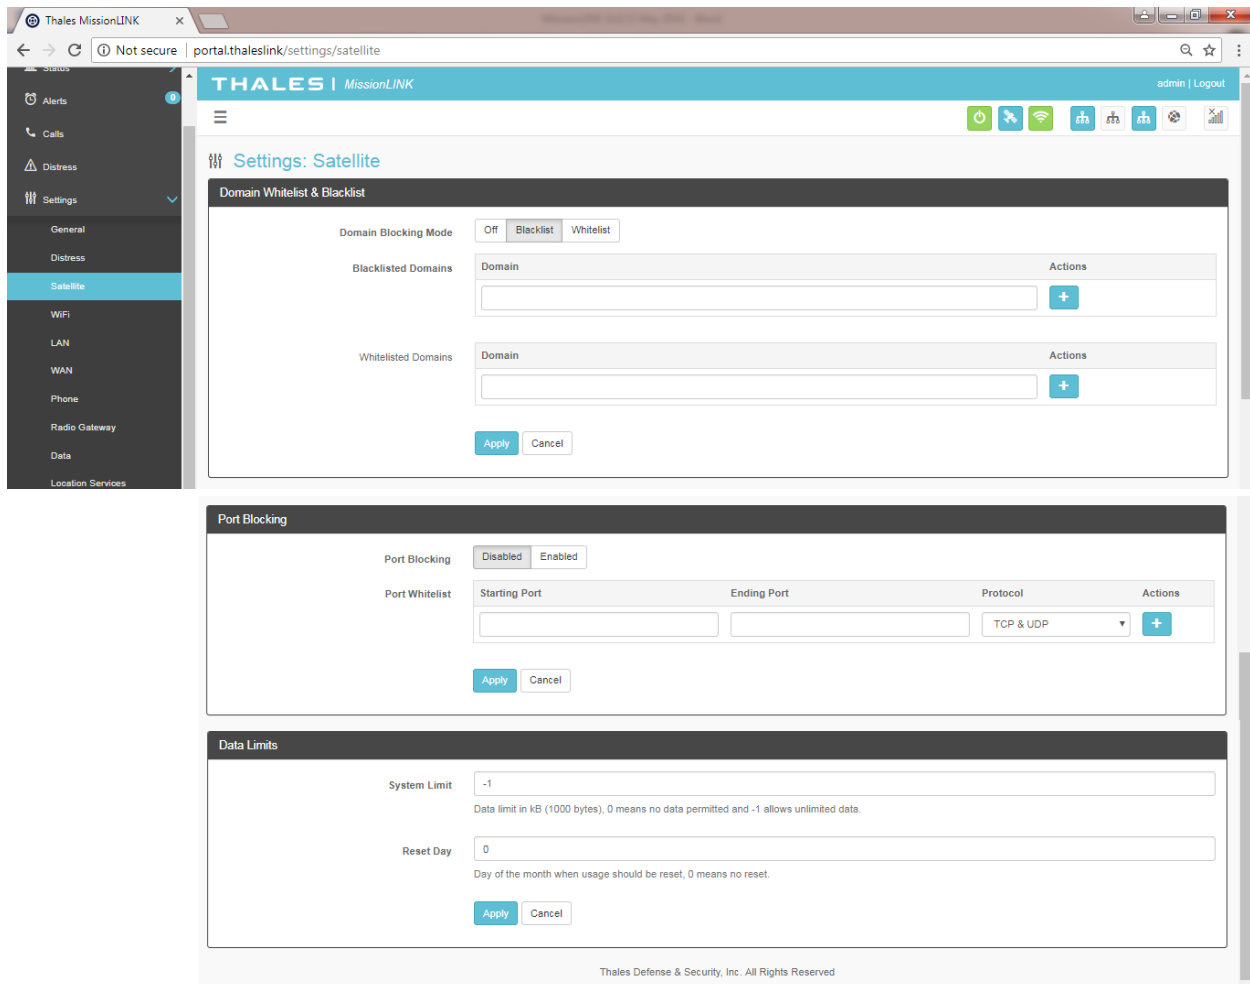 Thales MissionLINK
Not secure | portal.thaleslink/settings/satellite
Status
THALES | MissionLINK
admin | Logout
Alerts
0
Calls
Distress
Settings
General
Distress
Satellite
WiFi
LAN
WAN
Phone
Radio Gateway
Data
Location Services
Settings: Satellite
Domain Whitelist & Blacklist
Domain Blocking Mode Off Blacklist Whitelist
Blacklisted Domains Domain Actions
+
Whitelisted Domains Domain Actions
+
Apply Cancel
Port Blocking
Port Blocking Disabled Enabled
Port Whitelist Starting Port Ending Port Protocol Actions
TCP & UDP +
Apply Cancel
Data Limits
System Limit -1
Data limit in kB (1000 bytes), 0 means no data permitted and -1 allows unlimited data.
Reset Day 0
Day of the month when usage should be reset, 0 means no reset.
Apply Cancel
Thales Defense & Security, Inc. All Rights Reserved